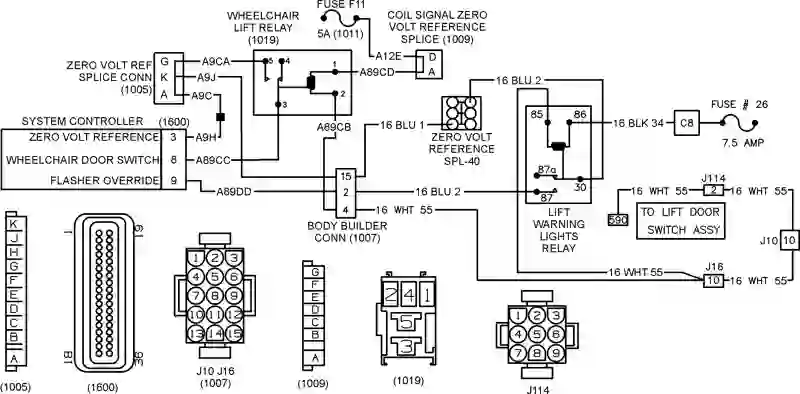 FUSE F11
5A (1011)
WHEELCHAIR
LIFT RELAY
(1019)
COIL SIGNAL ZERO
VOLT REFERENCE
SPLICE (1009)
ZERO VOLT REF
SPLICE CONN
(1005)
G
K
A
A9CA
A9J
A9C
A9H
5
4
1
2
3
A12E
A89CD
D
A
A89CB
SYSTEM CONTROLLER (1600)
ZERO VOLTAGE REFERENCE 3
WHEELCHAIR DOOR SWITCH 8
FLASHER OVERRIDE 9
A89CC
A89DD
15
2
4
BODY BUILDER
CONN (1007)
16 BLU 1
ZERO VOLT
REFERENCE
SPL-40
16 BLU 2
16 BLU 2
16 WHT 55
85
86
87a
87
30
LIFT
WARNING
LIGHTS
RELAY
16 BLK 34
C8
FUSE # 26
7.5 AMP
590
16 WHT 55
J114
2
16 WHT 55
TO LIFT DOOR
SWITCH ASSY
J10
10
16 WHT 55
J16
10
16 WHT 55
K
J
H
G
F
E
D
C
B
A
(1005)
1
61
BT
9E
(1600)
1 2 3
4 5 6
7 8 9
10 11 12
13 14 15
J10 J16
(1007)
G
F
E
D
C
B
A
(1009)
2 4 1
5
3
(1019)
1 2 3
4 5 6
7 8 9
J114